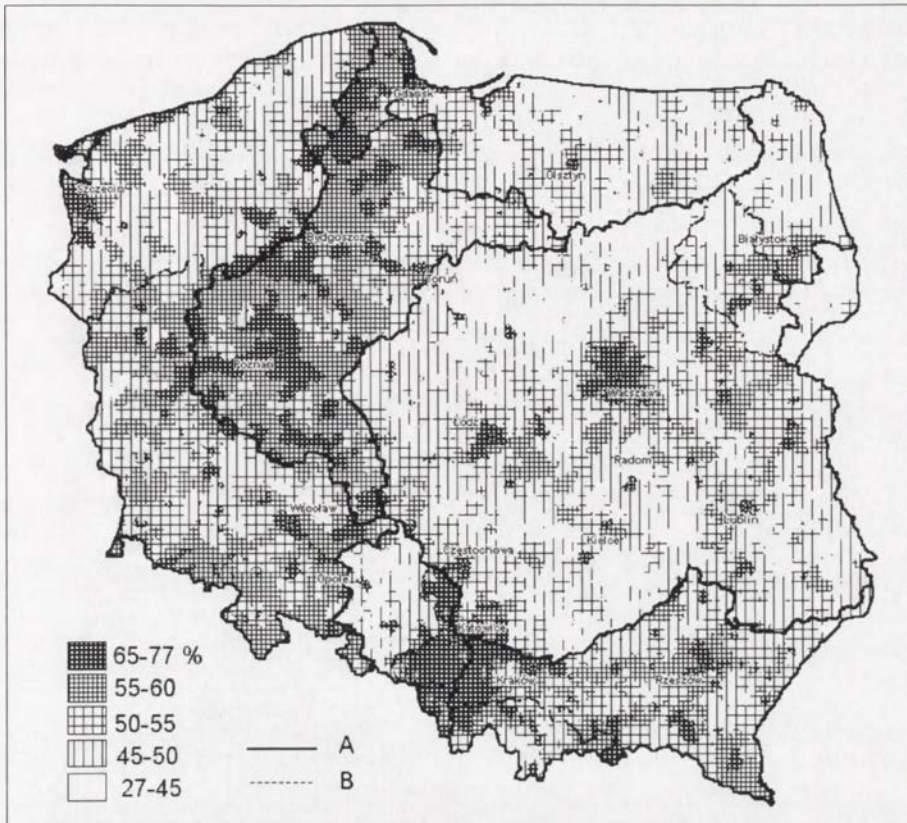 Gdańsk
Olsztyn
Szczecin
Bydgoszcz
Białystok
Toruń
Poznań
Warszawa
Łódź
Radom
Wrocław
Lublin
Kielce
Częstochowa
Opole
Katowice
Kraków
Rzeszów
65-77 %
55-60
50-55
45-50
27-45
A
B